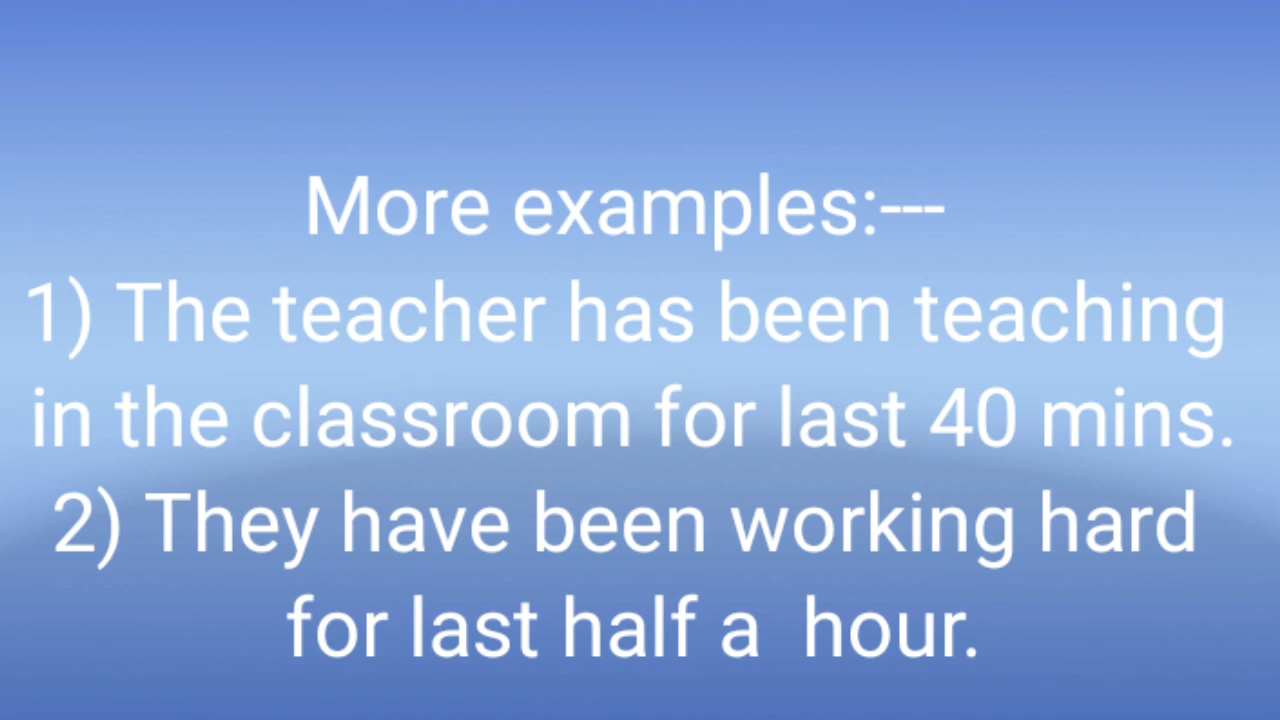 More examples:---
1) The teacher has been teaching
in the classroom for last 40 mins.
2) They have been working hard
for last half a  hour.